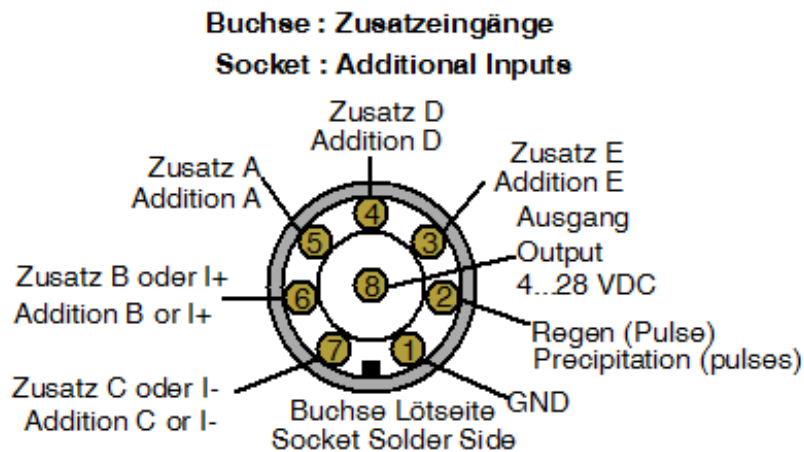 Buchse : Zusatzeingänge
Socket : Additional Inputs
Zusatz D
Addition D
Zusatz A
Addition A
Zusatz E
Addition E
Ausgang
Output
4...28 VDC
4
5
3
8
6
2
7
1
Zusatz B oder I+
Addition B or I+
Regen (Pulse)
Precipitation (pulses)
Zusatz C oder I-
Addition C or I-
GND
Buchse Lötseite
Socket Solder Side